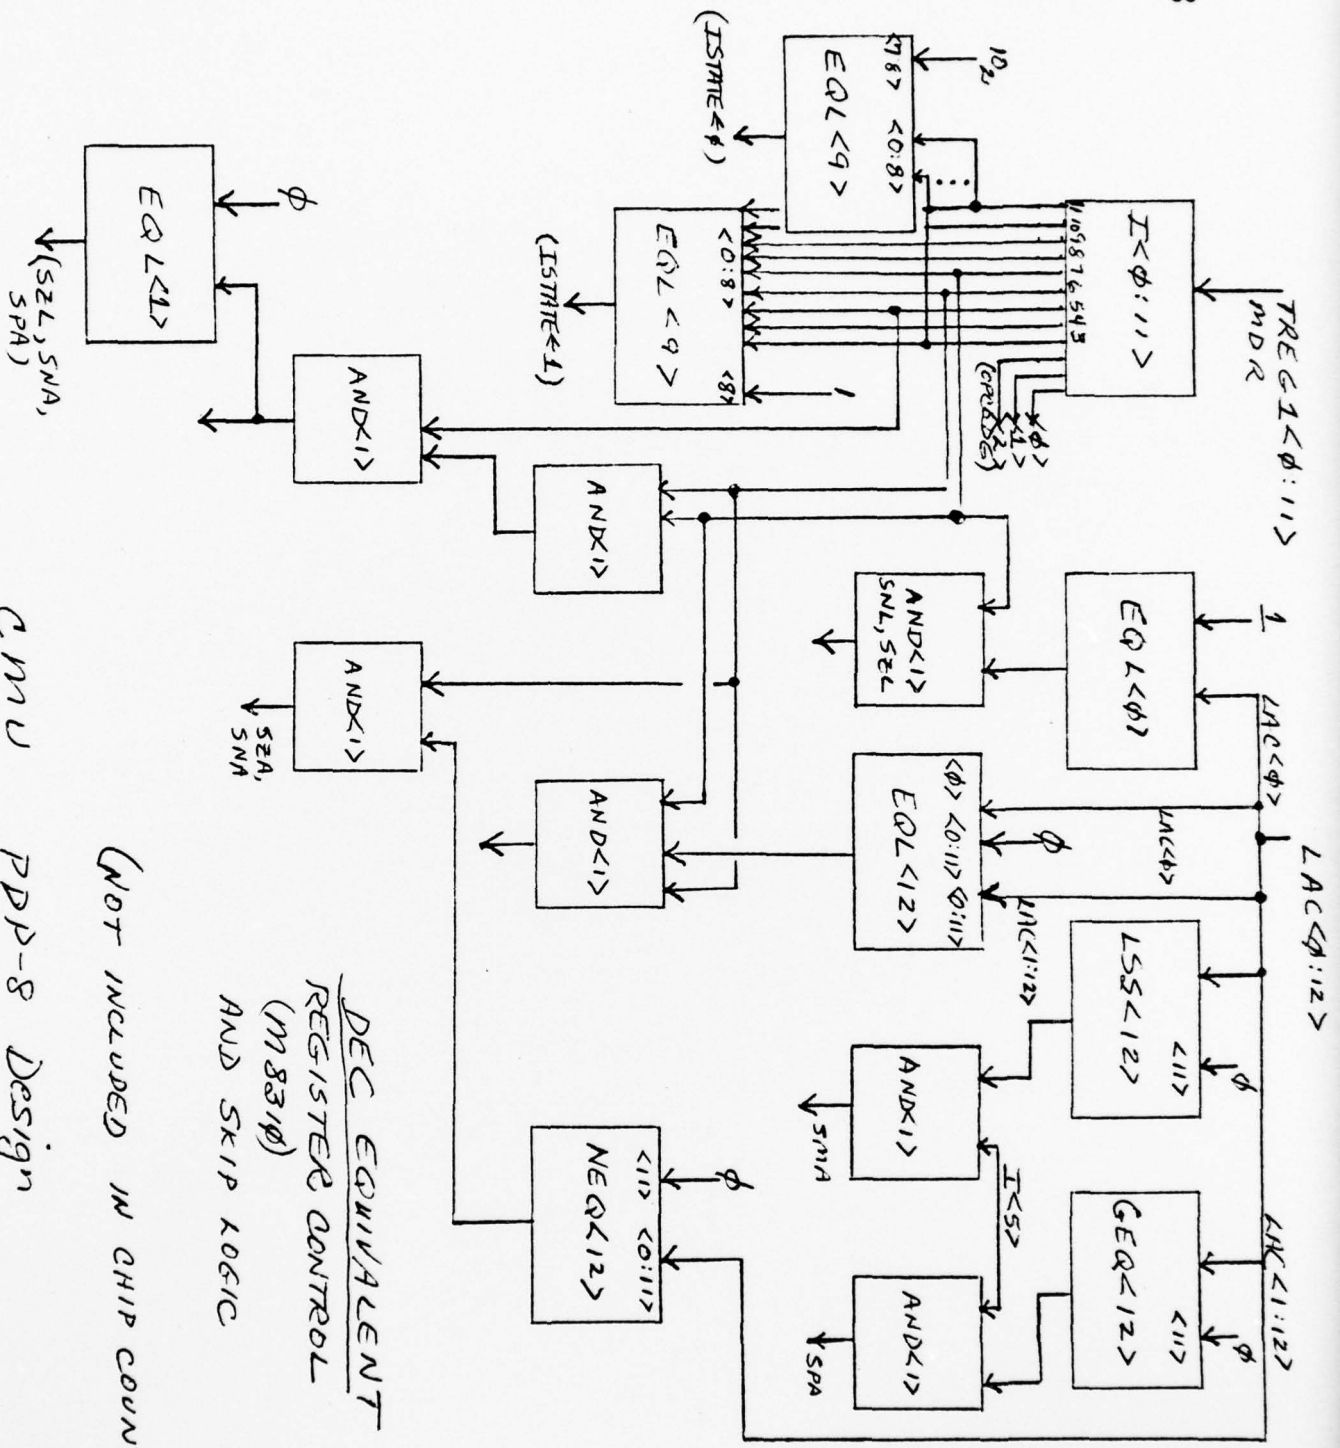 TREG1<φ:11>
MDR
I<φ:11>
11 10 9 8 7 6 5 4 3
<φ>
<1>
<2>
(OPCODE)
10₂
<7:8> <0:8>
EQL<9>
(ISTATE←φ)
<0:8> <8>
EQL<9>
1
(ISTATE←1)
φ
EQL<1>
(SZL, SNA,
SPA)
AND<1>
AND<1>
1
LAC<φ>
EQL<φ>
AND<1>
SNL, SZL
LAC<φ:12>
LAC<φ>
φ
LAC<1:12>
<φ> <0:11> <0:11>
EQL<12>
AND<1>
AND<1>
SZA,
SNA
φ
<11>
LSS<12>
AND<1>
SMA
I<5>
LAC<1:12>
φ
<11>
GEQ<12>
AND<1>
SPA
φ
<11> <0:11>
NEQ<12>
DEC EQUIVALENT
REGISTER CONTROL
(M831φ)
AND SKIP LOGIC
(NOT INCLUDED IN CHIP COUN
C.MU PDP-8 Design